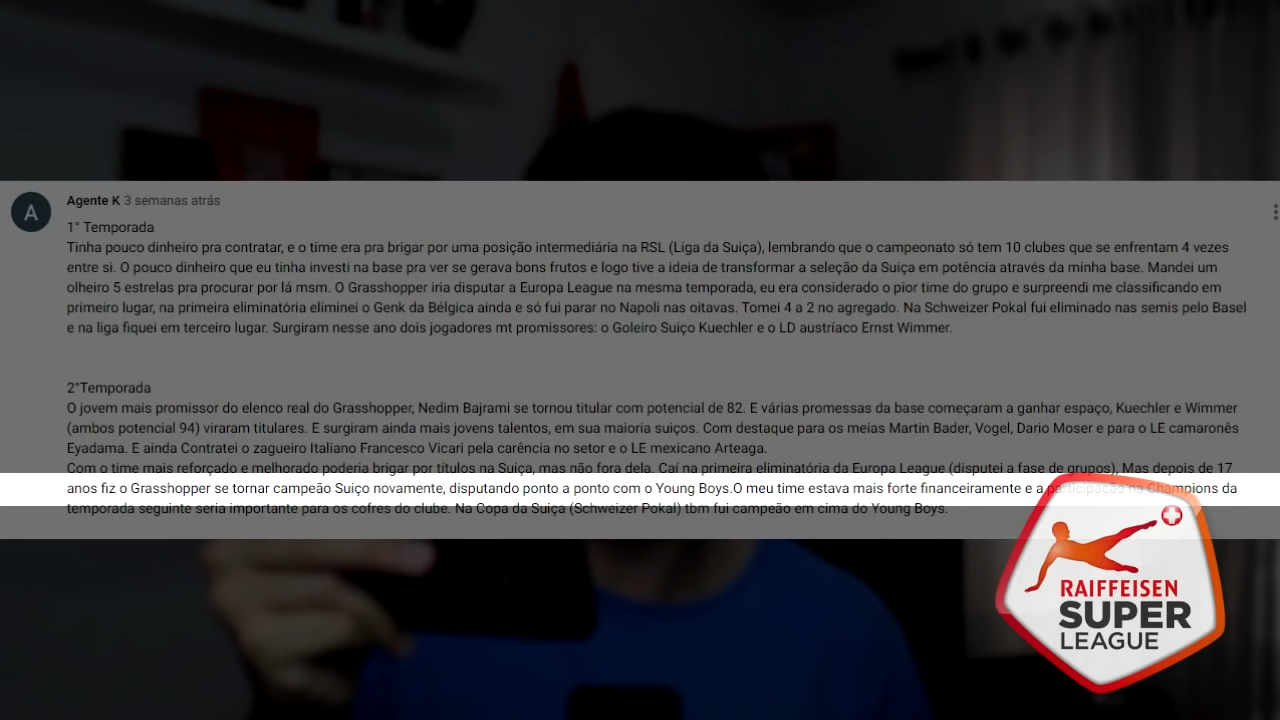 A
Agente K 3 semanas atrás
1° Temporada
Tinha pouco dinheiro pra contratar, e o time era pra brigar por uma posição intermediária na RSL (Liga da Suiça), lembrando que o campeonato só tem 10 clubes que se enfrentam 4 vezes
entre si. O pouco dinheiro que eu tinha investi na base pra ver se gerava bons frutos e logo tive a ideia de transformar a seleção da Suiça em potência através da minha base. Mandei um
olheiro 5 estrelas pra procurar por lá msm. O Grasshopper iria disputar a Europa League na mesma temporada, eu era considerado o pior time do grupo e surpreendi me classificando em
primeiro lugar, na primeira eliminatória eliminei o Genk da Bélgica ainda e só fui parar no Napoli nas oitavas. Tomei 4 a 2 no agregado. Na Schweizer Pokal fui eliminado nas semis pelo Basel
e na liga fiquei em terceiro lugar. Surgiram nesse ano dois jogadores mt promissores: o Goleiro Suiço Kuechler e o LD austríaco Ernst Wimmer.
2°Temporada
O jovem mais promissor do elenco real do Grasshopper, Nedim Bajrami se tornou titular com potencial de 82. E várias promessas da base começaram a ganhar espaço, Kuechler e Wimmer
(ambos potencial 94) viraram titulares. E surgiram ainda mais jovens talentos, em sua maioria suiços. Com destaque para os meias Martin Bader, Vogel, Dario Moser e para o LE camaronês
Eyadama. E ainda Contratei o zagueiro Italiano Francesco Vicari pela carência no setor e o LE mexicano Arteaga.
Com o time mais reforçado e melhorado poderia brigar por títulos na Suiça, mas não fora dela. Caí na primeira eliminatória da Europa League (disputei a fase de grupos), Mas depois de 17
anos fiz o Grasshopper se tornar campeão Suiço novamente, disputando ponto a ponto com o Young Boys.O meu time estava mais forte financeiramente e a participação na Champions da
temporada seguinte seria importante para os cofres do clube. Na Copa da Suiça (Schweizer Pokal) tbm fui campeão em cima do Young Boys.
RAIFFEISEN
SUPER
LEAGUE